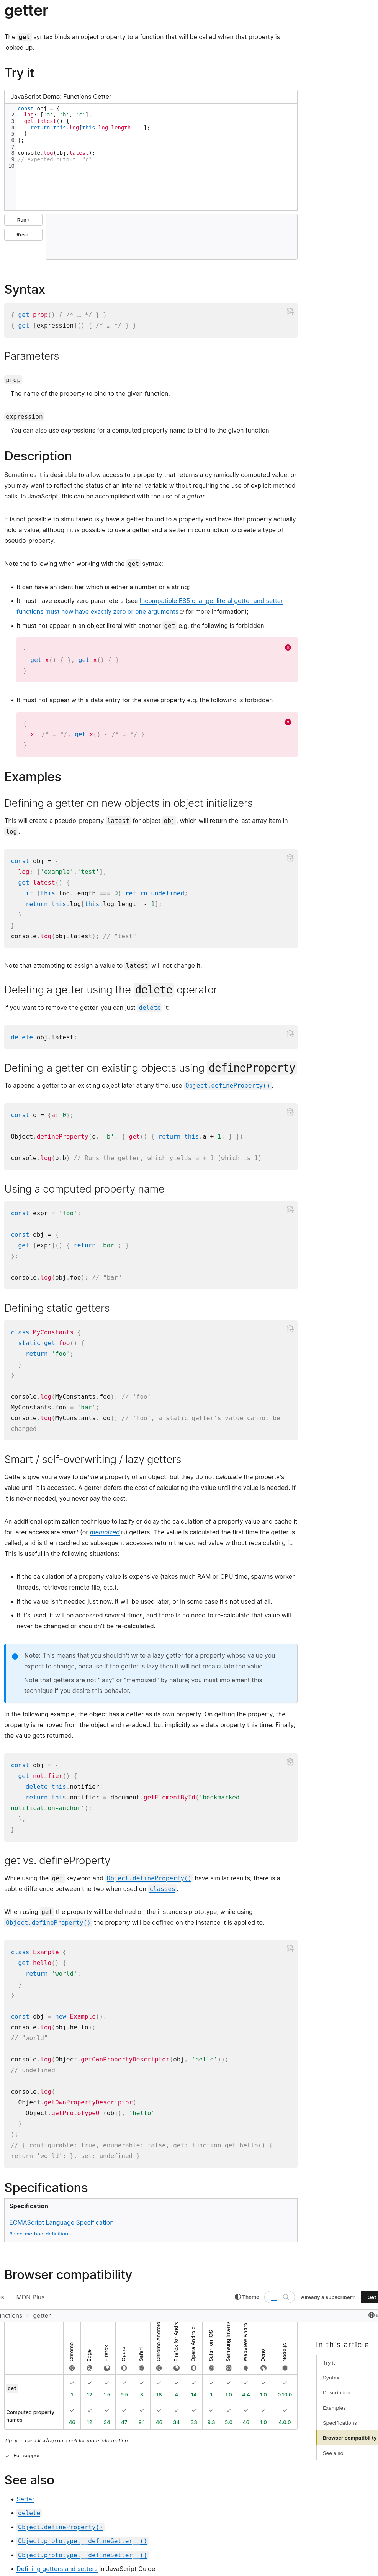 getter
The get syntax binds an object property to a function that will be called when that property is
looked up.
Try it
JavaScript Demo: Functions Getter
1 const obj = {
2 log: ['a', 'b', 'c'],
3 get latest() {
4 return this.log[this.log.length - 1];
5 }
6 };
7
8 console.log(obj.latest);
9 // expected output: "c"
10
Run ›
Reset
Syntax
{ get prop() { /* … */ } }
{ get [expression]() { /* … */ } }
Parameters
prop
The name of the property to bind to the given function.
expression
You can also use expressions for a computed property name to bind to the given function.
Description
Sometimes it is desirable to allow access to a property that returns a dynamically computed value, or
you may want to reflect the status of an internal variable without requiring the use of explicit method
calls. In JavaScript, this can be accomplished with the use of a getter.
It is not possible to simultaneously have a getter bound to a property and have that property actually
hold a value, although it is possible to use a getter and a setter in conjunction to create a type of
pseudo-property.
Note the following when working with the get syntax:
• It can have an identifier which is either a number or a string;
• It must have exactly zero parameters (see Incompatible ES5 change: literal getter and setter
functions must now have exactly zero or one arguments for more information);
• It must not appear in an object literal with another get e.g. the following is forbidden
{
get x() { }, get x() { }
}
• It must not appear with a data entry for the same property e.g. the following is forbidden
{
x: /* … */, get x() { /* … */ }
}
Examples
Defining a getter on new objects in object initializers
This will create a pseudo-property latest for object obj, which will return the last array item in
log.
const obj = {
log: ['example','test'],
get latest() {
if (this.log.length === 0) return undefined;
return this.log[this.log.length - 1];
}
}
console.log(obj.latest); // "test"
Note that attempting to assign a value to latest will not change it.
Deleting a getter using the delete operator
If you want to remove the getter, you can just delete it:
delete obj.latest;
Defining a getter on existing objects using defineProperty
To append a getter to an existing object later at any time, use Object.defineProperty().
const o = {a: 0};
Object.defineProperty(o, 'b', { get() { return this.a + 1; } });
console.log(o.b) // Runs the getter, which yields a + 1 (which is 1)
Using a computed property name
const expr = 'foo';
const obj = {
get [expr]() { return 'bar'; }
};
console.log(obj.foo); // "bar"
Defining static getters
class MyConstants {
static get foo() {
return 'foo';
}
}
console.log(MyConstants.foo); // 'foo'
MyConstants.foo = 'bar';
console.log(MyConstants.foo); // 'foo', a static getter's value cannot be
changed
Smart / self-overwriting / lazy getters
Getters give you a way to define a property of an object, but they do not calculate the property's
value until it is accessed. A getter defers the cost of calculating the value until the value is needed. If
it is never needed, you never pay the cost.
An additional optimization technique to lazify or delay the calculation of a property value and cache it
for later access are smart (or memoized) getters. The value is calculated the first time the getter is
called, and is then cached so subsequent accesses return the cached value without recalculating it.
This is useful in the following situations:
• If the calculation of a property value is expensive (takes much RAM or CPU time, spawns worker
threads, retrieves remote file, etc.).
• If the value isn't needed just now. It will be used later, or in some case it's not used at all.
• If it's used, it will be accessed several times, and there is no need to re-calculate that value will
never be changed or shouldn't be re-calculated.
Note: This means that you shouldn't write a lazy getter for a property whose value you
expect to change, because if the getter is lazy then it will not recalculate the value.
Note that getters are not "lazy" or "memoized" by nature; you must implement this
technique if you desire this behavior.
In the following example, the object has a getter as its own property. On getting the property, the
property is removed from the object and re-added, but implicitly as a data property this time. Finally,
the value gets returned.
const obj = {
get notifier() {
delete this.notifier;
return this.notifier = document.getElementById('bookmarked-
notification-anchor');
},
}
get vs. defineProperty
While using the get keyword and Object.defineProperty() have similar results, there is a
subtle difference between the two when used on classes.
When using get the property will be defined on the instance's prototype, while using
Object.defineProperty() the property will be defined on the instance it is applied to.
class Example {
get hello() {
return 'world';
}
}
const obj = new Example();
console.log(obj.hello);
// "world"
console.log(Object.getOwnPropertyDescriptor(obj, 'hello'));
// undefined
console.log(
Object.getOwnPropertyDescriptor(
Object.getPrototypeOf(obj), 'hello'
)
);
// { configurable: true, enumerable: false, get: function get hello() {
return 'world'; }, set: undefined }
Specifications
Specification
ECMAScript Language Specification
# sec-method-definitions
Browser compatibility
s MDN Plus Theme Already a subscriber? Get
unctions › getter
Chrome Edge Firefox Opera Safari Chrome Android Firefox for Andro Opera Android Safari on iOS Samsung Intern WebView Androi Deno Node.js
get 1 12 1.5 9.5 3 18 4 14 1 1.0 4.4 1.0 0.10.0
Computed property
names 46 12 34 47 9.1 46 34 33 9.3 5.0 46 1.0 4.0.0
Tip: you can click/tap on a cell for more information.
Full support
In this article
Try it
Syntax
Description
Examples
Specifications
Browser compatibility
See also
See also
• Setter
• delete
• Object.defineProperty()
• Object.prototype.__defineGetter__()
• Object.prototype.__defineSetter__()
• Defining getters and setters in JavaScript Guide